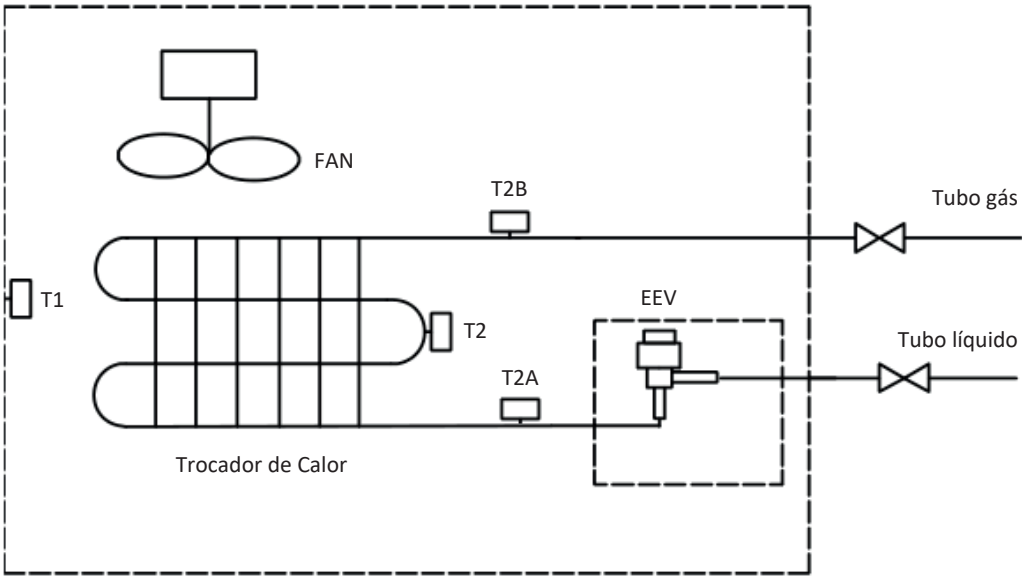 FAN
T2B
Tubo gás
T1
EEV
T2
Tubo líquido
T2A
Trocador de Calor